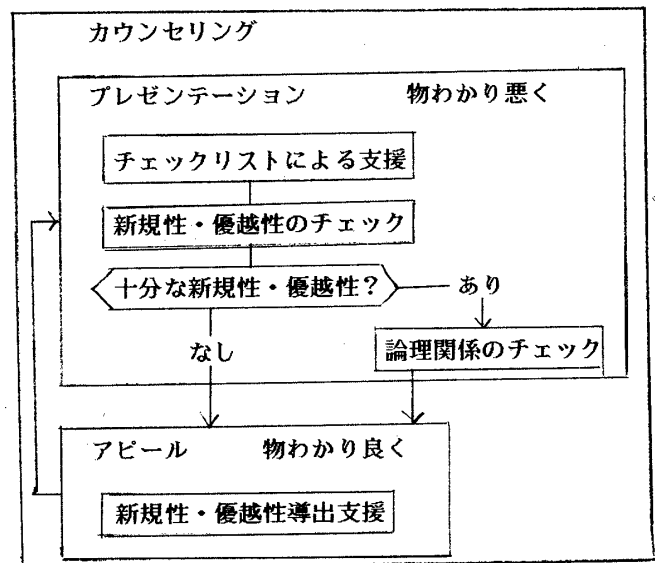 カウンセリング
プレゼンテーション 物わかり悪く
チェックリストによる支援
新規性・優越性のチェック
十分な新規性・優越性？
あり
なし
論理関係のチェック
アピール 物わかり良く
新規性・優越性導出支援